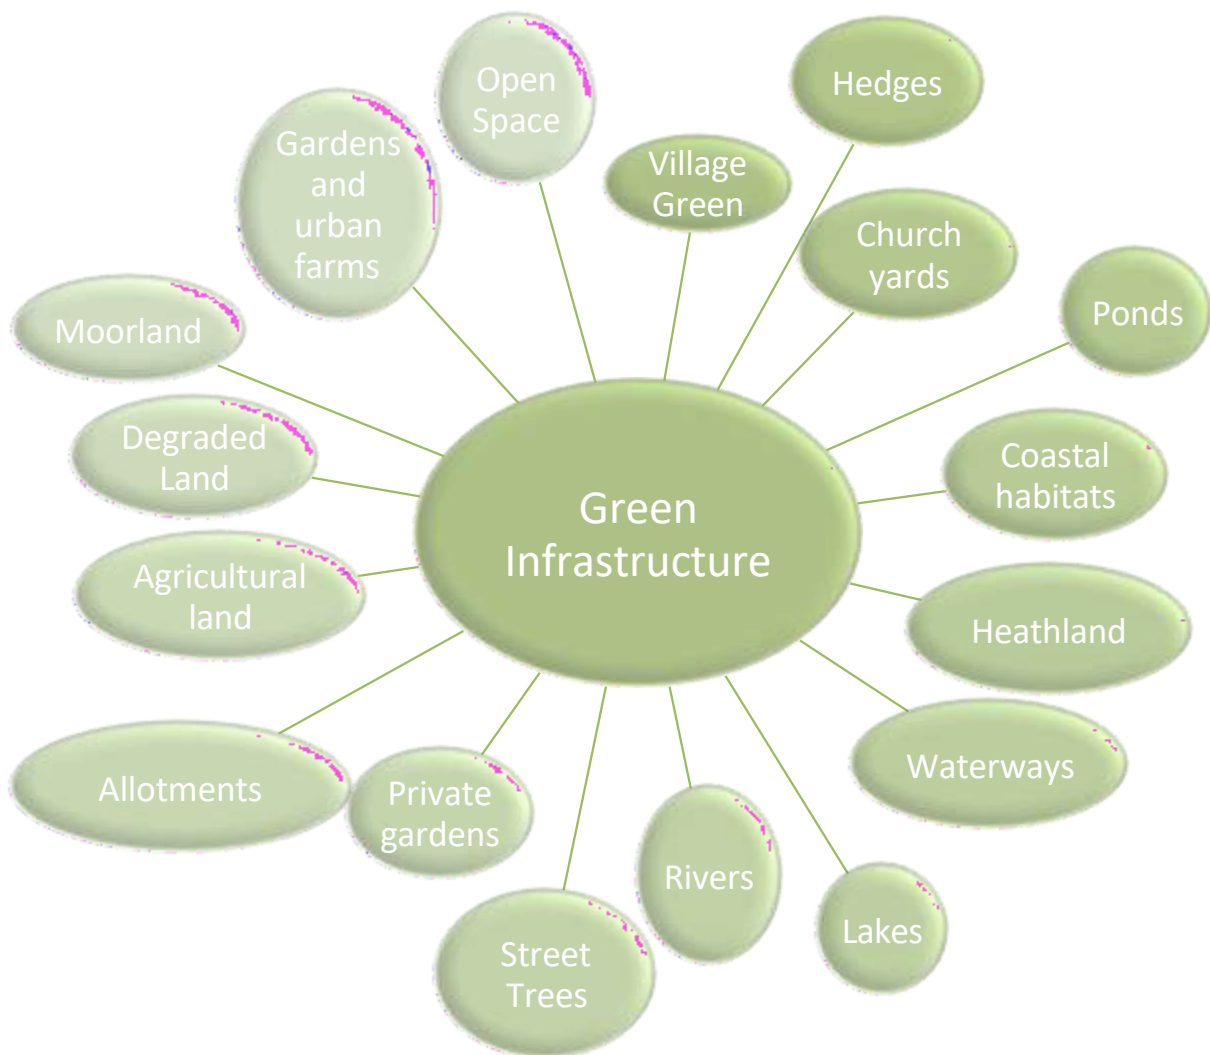 Open
Space
Hedges
Gardens
and
urban
farms
Village
Green
Church
yards
Ponds
Moorland
Degraded
Land
Coastal
habitats
Green
Infrastructure
Agricultural
land
Heathland
Waterways
Allotments
Private
gardens
Rivers
Lakes
Street
Trees